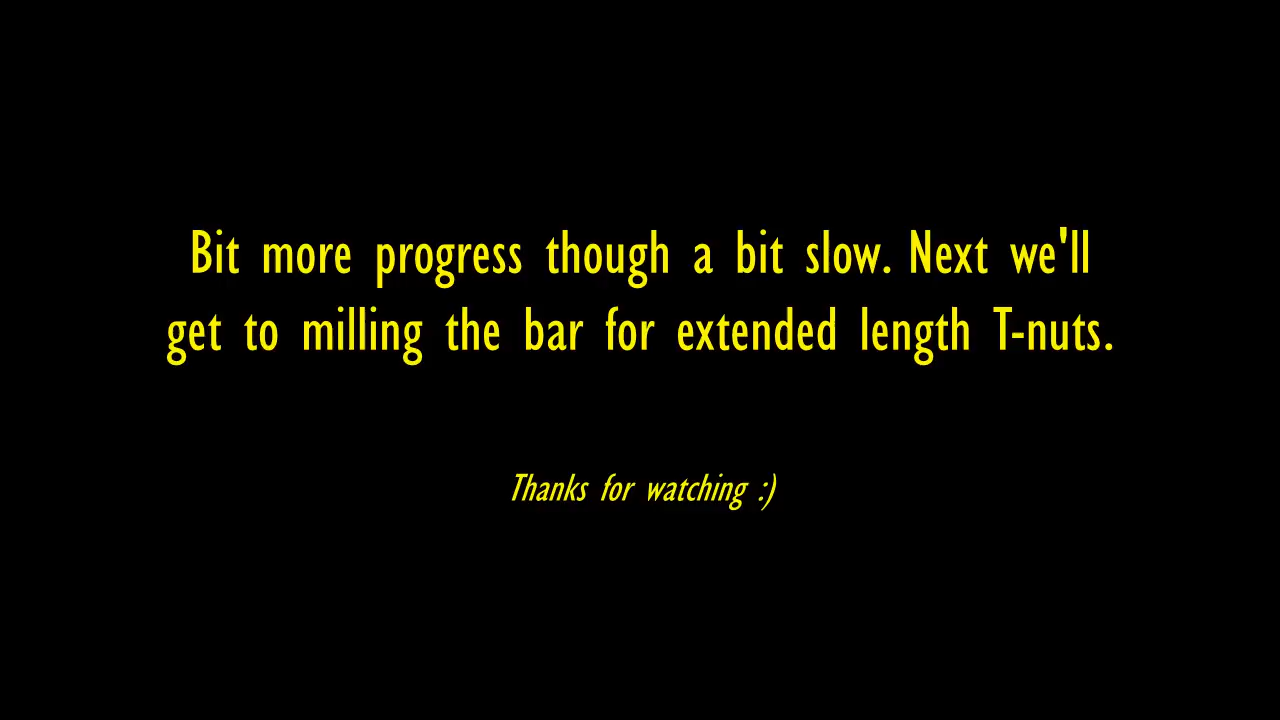 Bit more progress though a bit slow. Next we'll
get to milling the bar for extended length T-nuts.
Thanks for watching :)